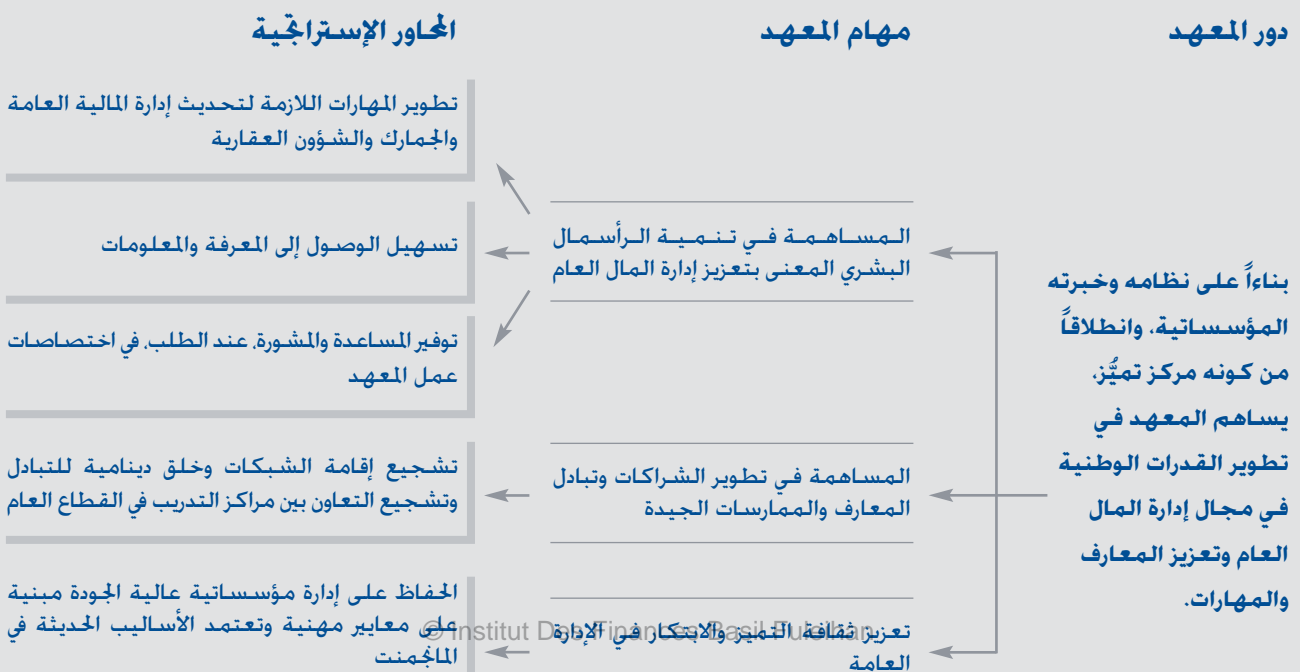 دور المعهد
مهام المعهد
المحاور الإستراتجية
بناءاً على نظامه وخبرته
المؤسساتية، وانطلاقاً
من كونه مركز تميُّز،
يساهم المعهد في
تطوير القدرات الوطنية
في مجال إدارة المال
العام وتعزيز المعارف
والمهارات.
المساهمة في تنمية الرأسمال
البشري المعنى بتعزيز إدارة المال العام
تطوير المهارات اللازمة لتحديث إدارة المالية العامة
والجمارك والشؤون العقارية
تسهيل الوصول إلى المعرفة والمعلومات
توفير المساعدة والمشورة، عند الطلب، في اختصاصات
عمل المعهد
المساهمة في تطوير الشراكات وتبادل
المعارف والممارسات الجيدة
تشجيع إقامة الشبكات وخلق دينامية للتبادل
وتشجيع التعاون بين مراكز التدريب في القطاع العام
تعزيز ثقافة التميز والابتكار في الإدارة
العامة
الحفاظ على إدارة مؤسساتية عالية الجودة مبنية
على معايير مهنية وتعتمد الأساليب الحديثة في
المانجمنت
© Institut Des Finances Basil Fuleihan